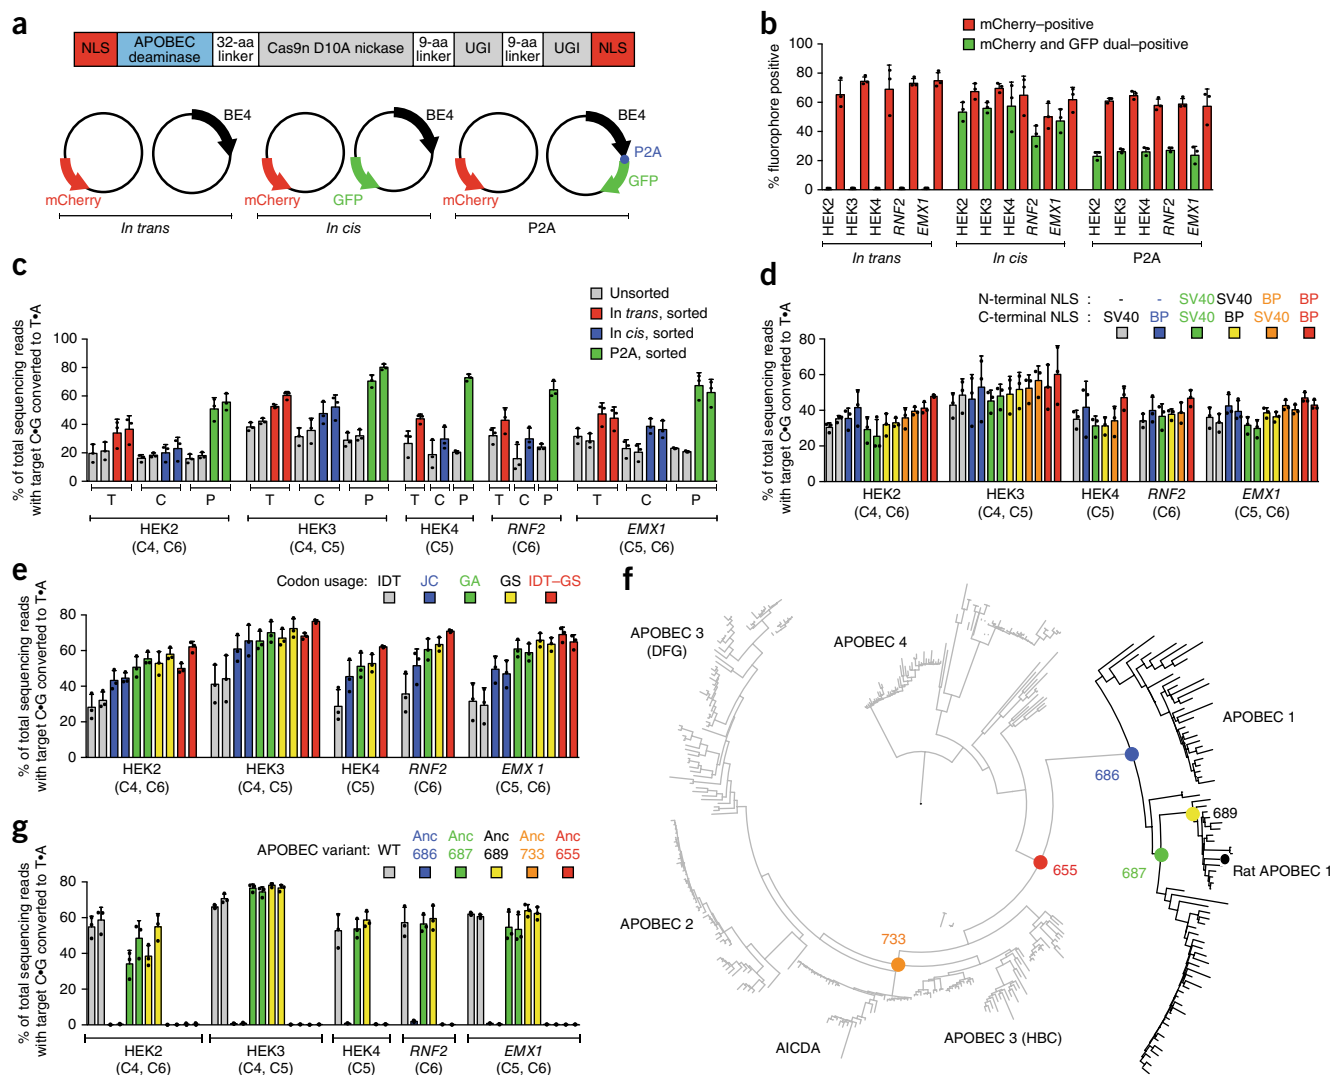 a
NLS APOBEC deaminase 32-aa linker Cas9n D10A nickase 9-aa linker UGI 9-aa linker UGI NLS
BE4 BE4 BE4
P2A
GFP
mCherry mCherry GFP mCherry
In trans In cis P2A
b
mCherry–positive
mCherry and GFP dual–positive
% fluorophore positive
100
80
60
40
20
0
HEK2 HEK3 HEK4 RNF2 EMX1 HEK2 HEK3 HEK4 RNF2 EMX1 HEK2 HEK3 HEK4 RNF2 EMX1
In trans In cis P2A
c
Unsorted
In trans, sorted
In cis, sorted
P2A, sorted
% of total sequencing reads
with target C•G converted to T•A
100
80
60
40
20
0
T C P T C P T C P T C P T C P
HEK2 HEK3 HEK4 RNF2 EMX1
(C4, C6) (C4, C5) (C5) (C6) (C5, C6)
d
N-terminal NLS : - - SV40 SV40 BP BP
C-terminal NLS : SV40 BP SV40 BP SV40 BP
% of total sequencing reads
with target C•G converted to T•A
80
60
40
20
0
HEK2 HEK3 HEK4 RNF2 EMX1
(C4, C6) (C4, C5) (C5) (C6) (C5, C6)
e
Codon usage: IDT JC GA GS IDT–GS
% of total sequencing reads
with target C•G converted to T•A
80
60
40
20
0
HEK2 HEK3 HEK4 RNF2 EMX 1
(C4, C6) (C4, C5) (C5) (C6) (C5, C6)
f
APOBEC 3
(DFG)
APOBEC 4
APOBEC 1
686
689
Rat APOBEC 1
687
655
APOBEC 2
733
APOBEC 3 (HBC)
AICDA
g
Anc Anc Anc Anc Anc
APOBEC variant: WT 686 687 689 733 655
% of total sequencing reads
with target C•G converted to T•A
80
60
40
20
0
HEK2 HEK3 HEK4 RNF2 EMX1
(C4, C6) (C4, C5) (C5) (C6) (C5, C6)